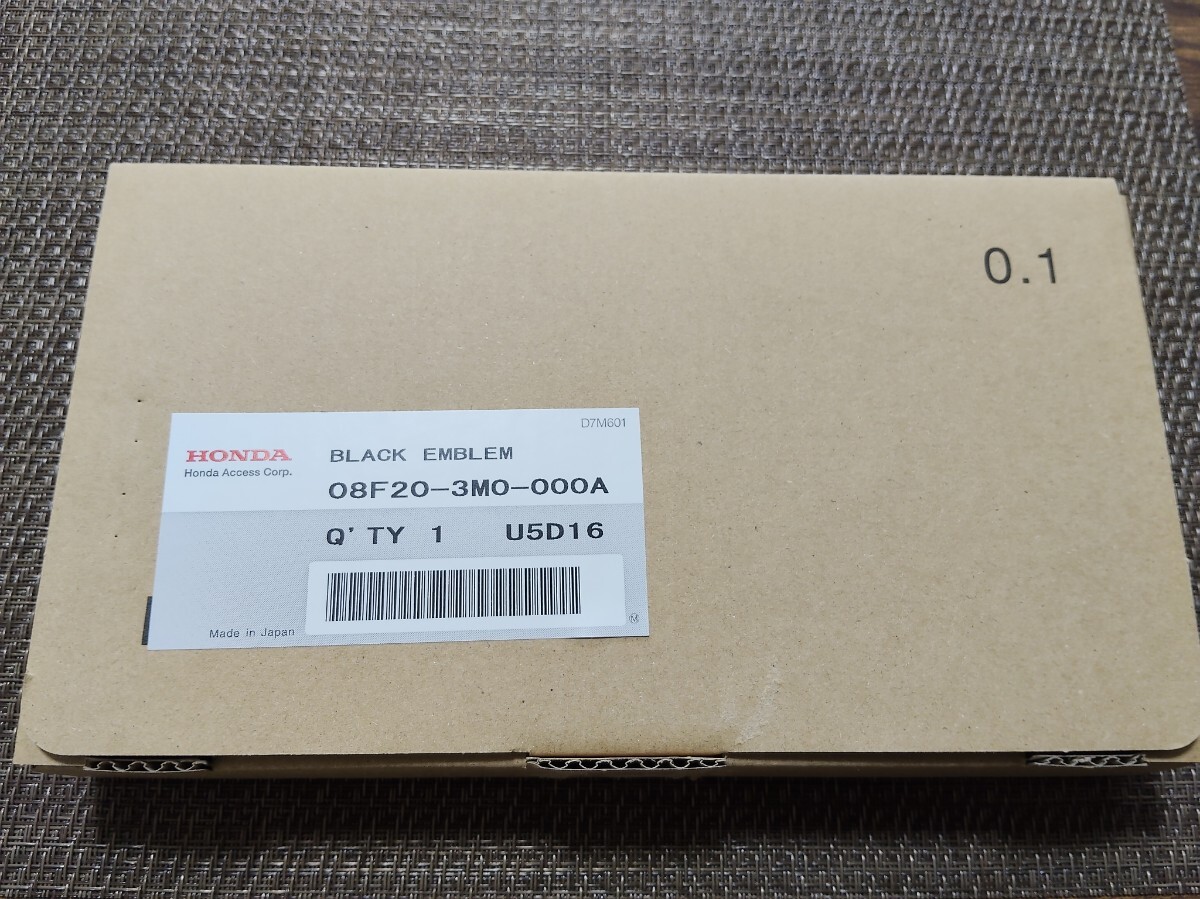 0.1
D7M601
HONDA
Honda Access Corp.
BLACK EMBLEM
08F20-3M0-000A
Q'TY 1 U5D16
Made in Japan
Ⓜ